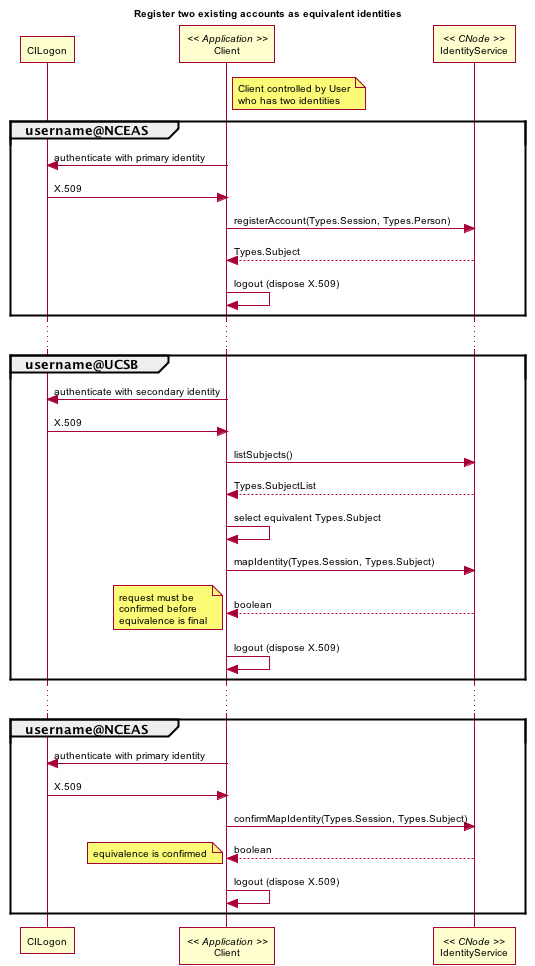 Register two existing accounts as equivalent identities
CILogon
<< Application >>
Client
<< CNode >>
IdentityService
Client controlled by User
who has two identities
username@NCEAS
authenticate with primary identity
X.509
registerAccount(Types.Session, Types.Person)
Types.Subject
logout (dispose X.509)
username@UCSB
authenticate with secondary identity
X.509
listSubjects()
Types.SubjectList
select equivalent Types.Subject
mapIdentity(Types.Session, Types.Subject)
request must be
confirmed before
equivalence is final
boolean
logout (dispose X.509)
username@NCEAS
authenticate with primary identity
X.509
confirmMapIdentity(Types.Session, Types.Subject)
equivalence is confirmed
boolean
logout (dispose X.509)
CILogon
<< Application >>
Client
<< CNode >>
IdentityService